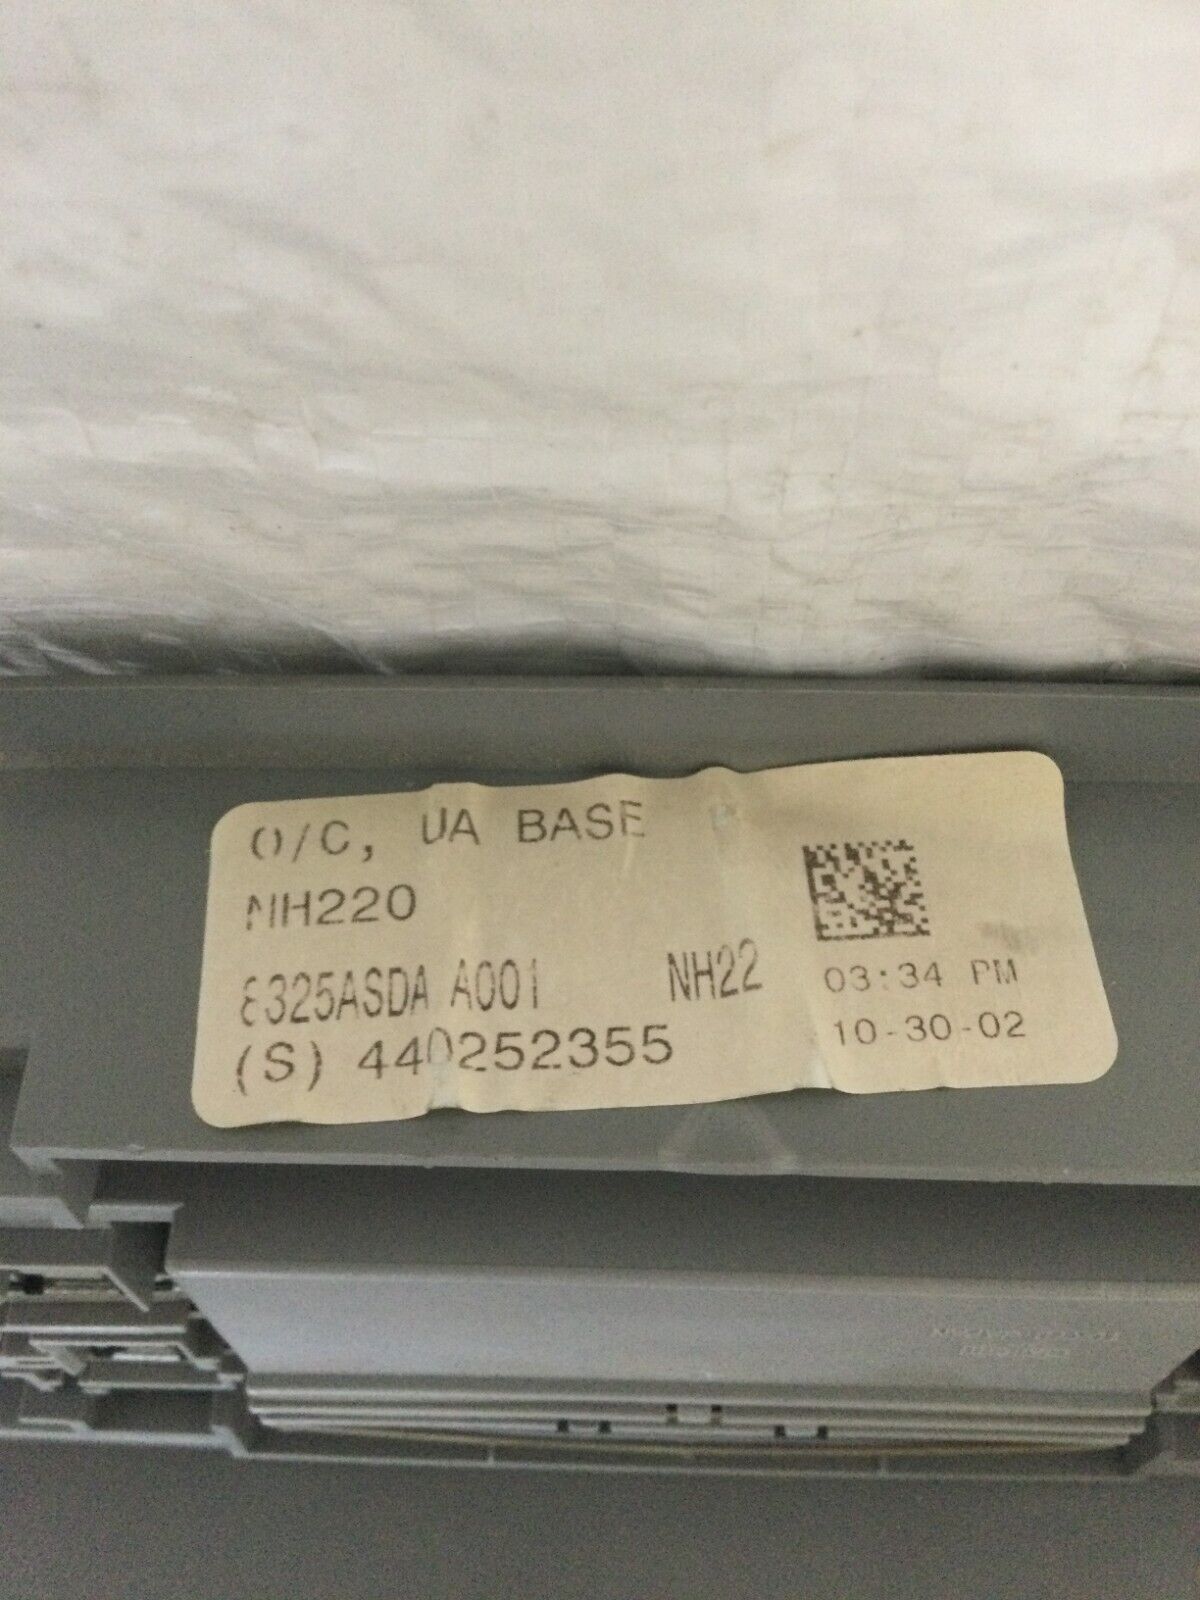 O/C, UA BASE
NH220
8325ASDA A001 NH22
(S) 440252355
03:34 PM
10-30-02